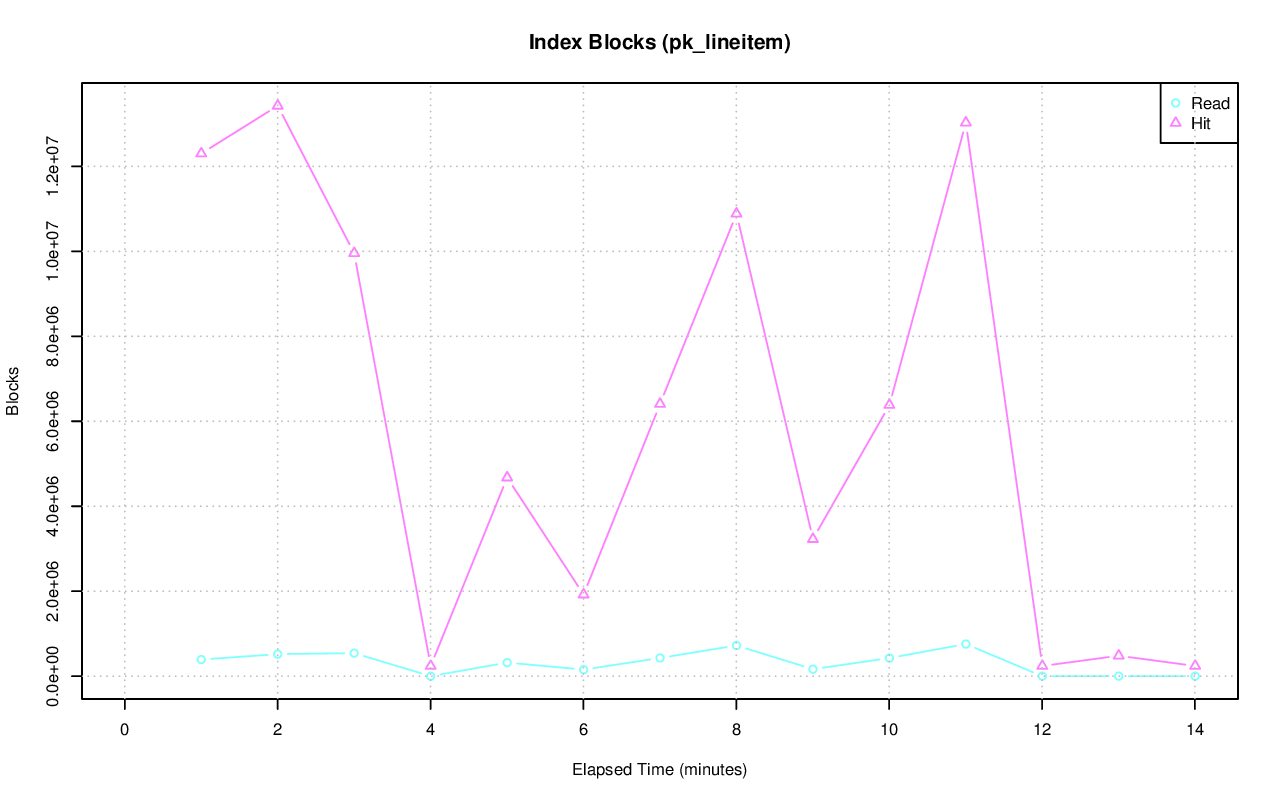 Index Blocks (pk_lineitem)
Read
Hit
Blocks
1.2e+07
1.0e+07
8.0e+06
6.0e+06
4.0e+06
2.0e+06
0.0e+00
0 2 4 6 8 10 12 14
Elapsed Time (minutes)